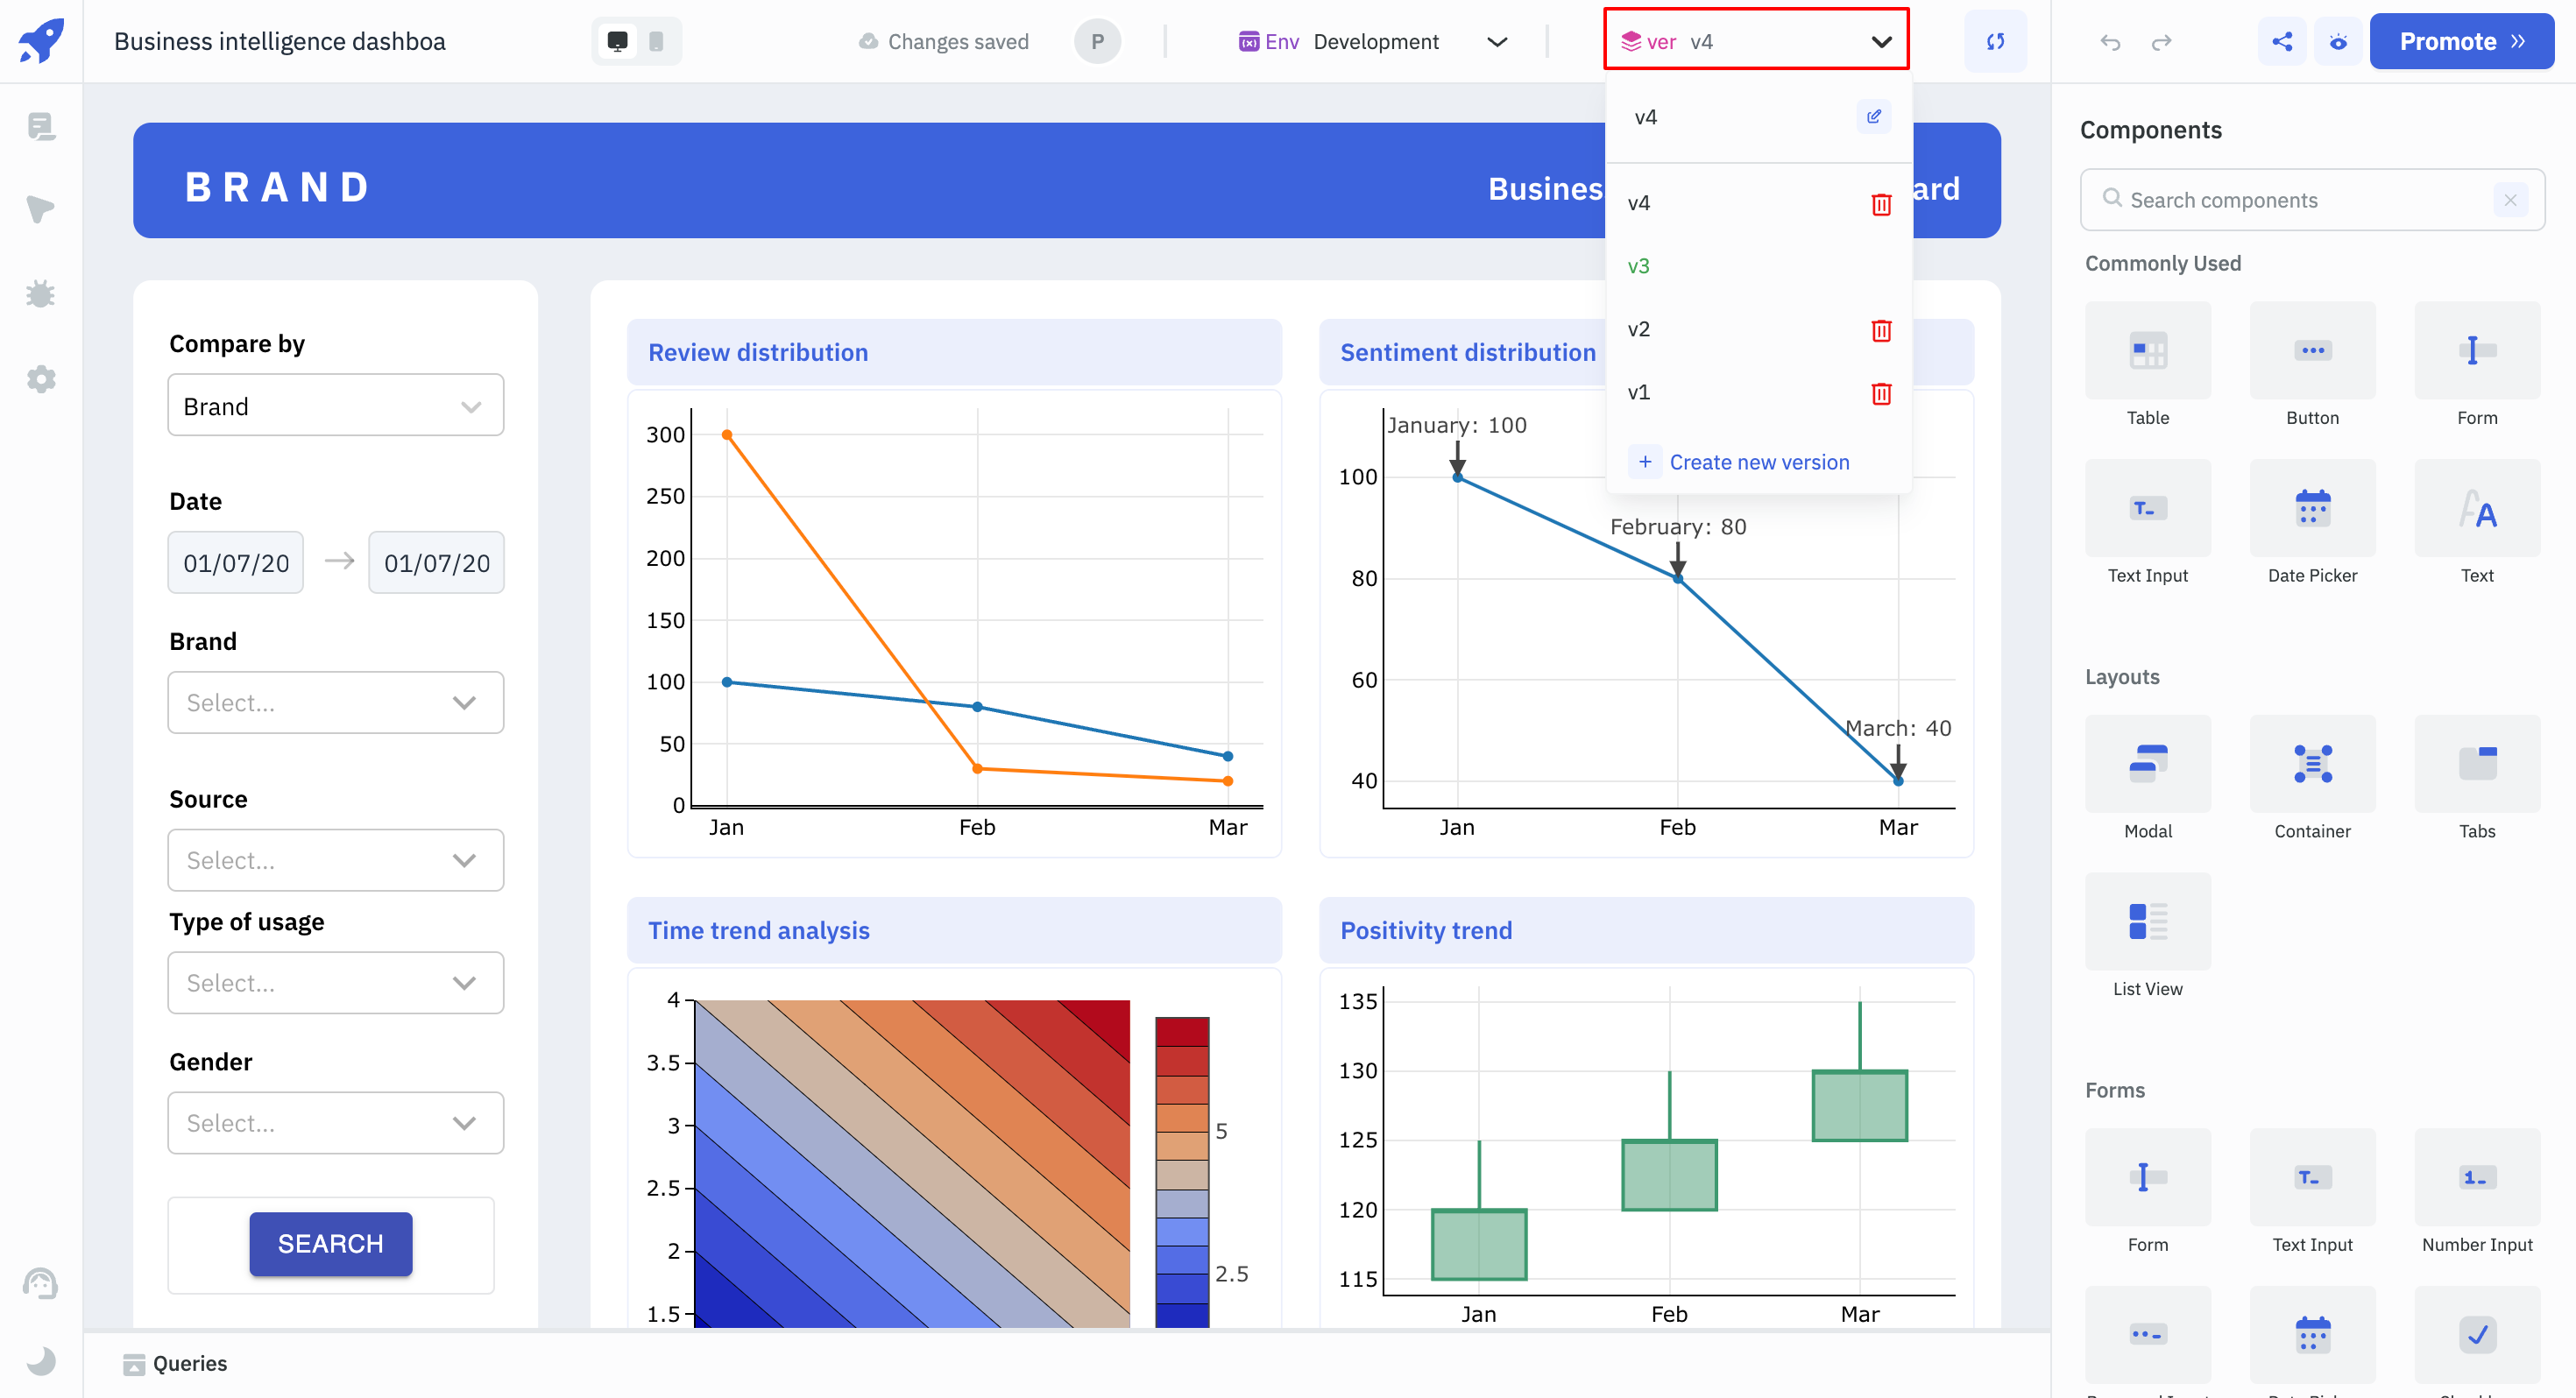 Business intelligence dashboa
Changes saved
P
Env Development
ver v4
Promote
v4
v4
v3
v2
v1
+ Create new version
BRAND
Busines
ard
Compare by
Brand
Date
01/07/20
01/07/20
Brand
Select...
Source
Select...
Type of usage
Select...
Gender
Select...
SEARCH
Review distribution
300
250
200
150
100
50
0
Jan Feb Mar
Sentiment distribution
January: 100
February: 80
March: 40
100
80
60
40
Jan Feb Mar
Time trend analysis
4
3.5
3
2.5
2
1.5
5
2.5
Positivity trend
135
130
125
120
115
Jan Feb Mar
Queries
Components
Search components
Commonly Used
Table Button Form
Text Input Date Picker Text
Layouts
Modal Container Tabs
List View
Forms
Form Text Input Number Input